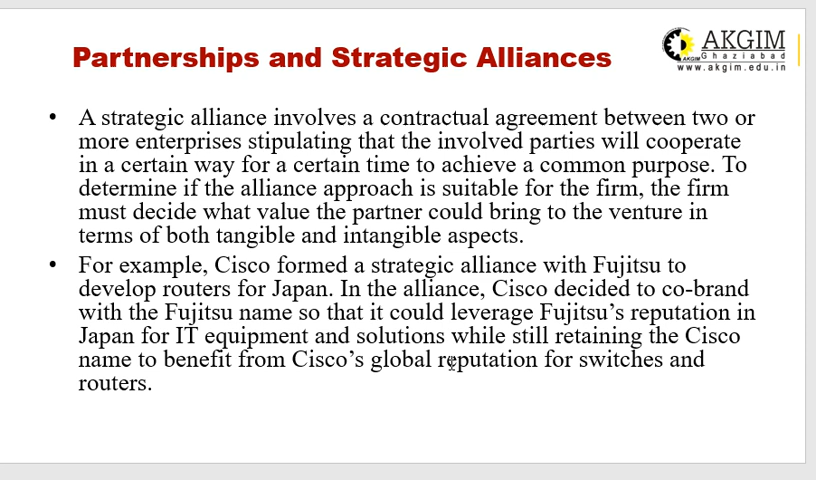 Partnerships and Strategic Alliances
AKGIM
Ghaziabad
AKGIM
www.akgim.edu.in
• A strategic alliance involves a contractual agreement between two or
more enterprises stipulating that the involved parties will cooperate
in a certain way for a certain time to achieve a common purpose. To
determine if the alliance approach is suitable for the firm, the firm
must decide what value the partner could bring to the venture in
terms of both tangible and intangible aspects.
• For example, Cisco formed a strategic alliance with Fujitsu to
develop routers for Japan. In the alliance, Cisco decided to co-brand
with the Fujitsu name so that it could leverage Fujitsu’s reputation in
Japan for IT equipment and solutions while still retaining the Cisco
name to benefit from Cisco’s global reputation for switches and
routers.